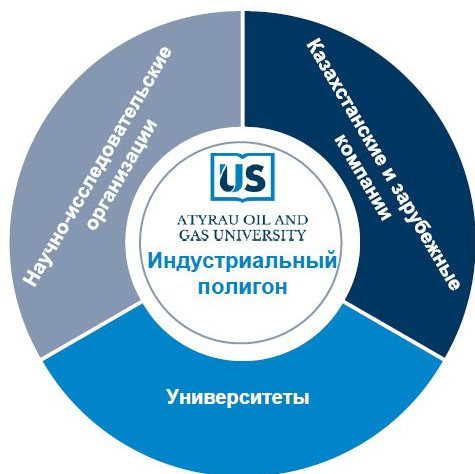 Научно-исследовательские
организации
Казахстанские и зарубежные
компании
US
ATYRAU OIL AND
GAS UNIVERSITY
Индустриальный
полигон
Университеты